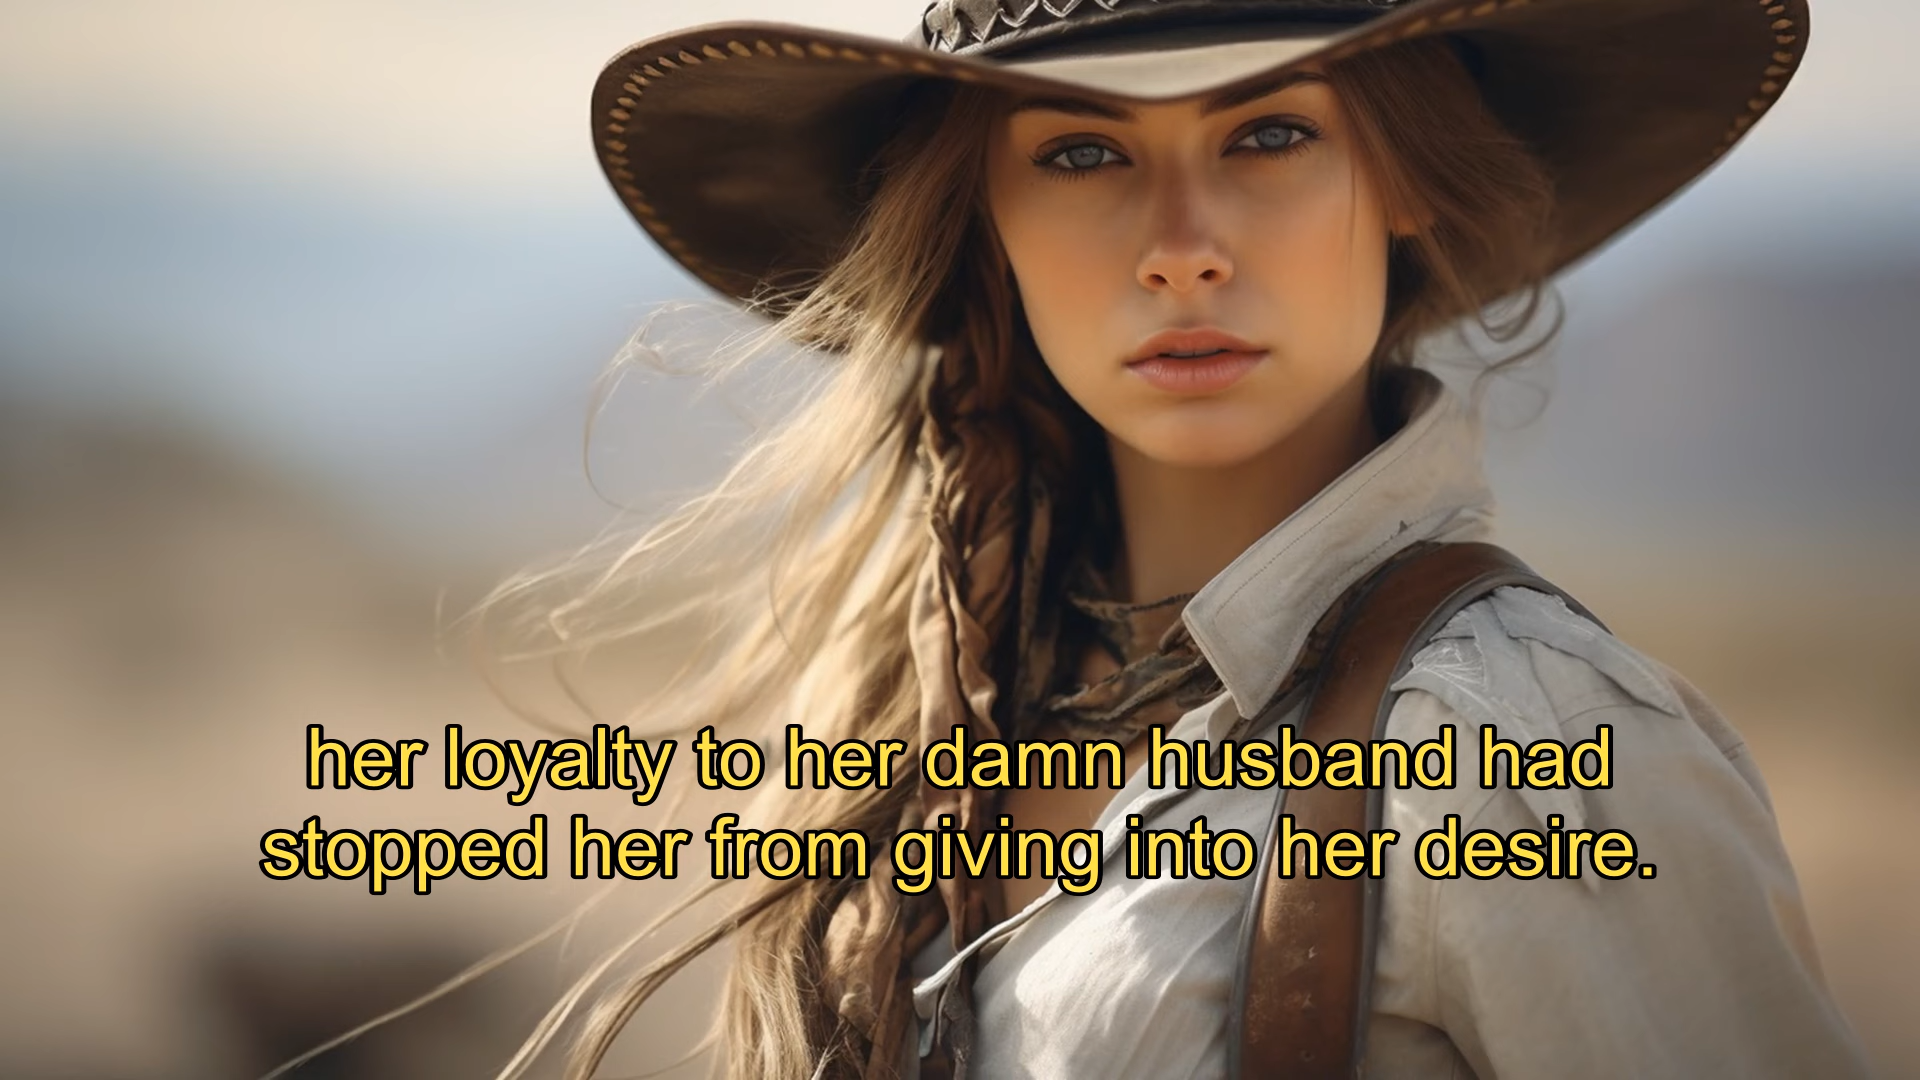 her loyalty to her damn husband had
stopped her from giving into her desire.